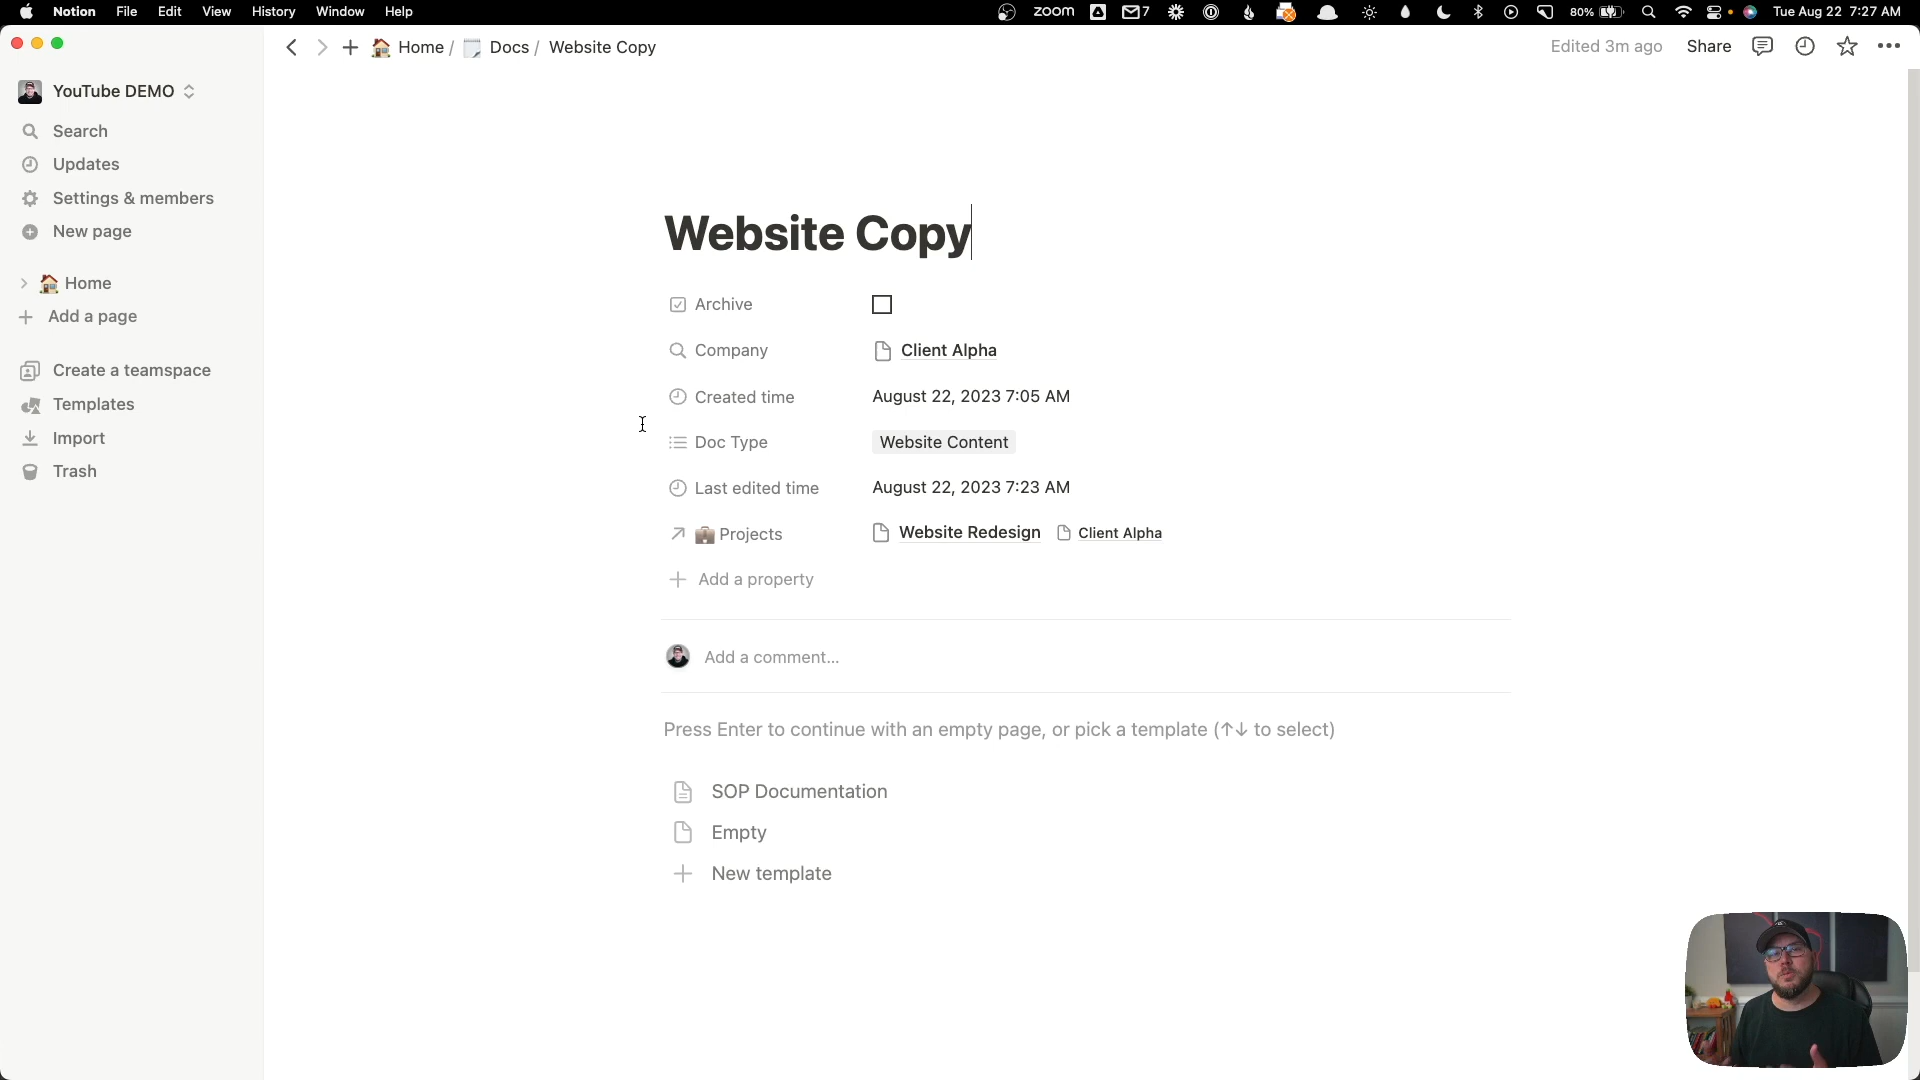 Notion File Edit View History Window Help zoom 7 80% Tue Aug 22 7:27 AM
Home / Docs / Website Copy Edited 3m ago Share
YouTube DEMO
Search
Updates
Settings & members
New page
Home
Add a page
Create a teamspace
Templates
Import
Trash
Website Copy
Archive
Company Client Alpha
Created time August 22, 2023 7:05 AM
Doc Type Website Content
Last edited time August 22, 2023 7:23 AM
Projects Website Redesign Client Alpha
Add a property
Add a comment...
Press Enter to continue with an empty page, or pick a template (↑↓ to select)
SOP Documentation
Empty
New template